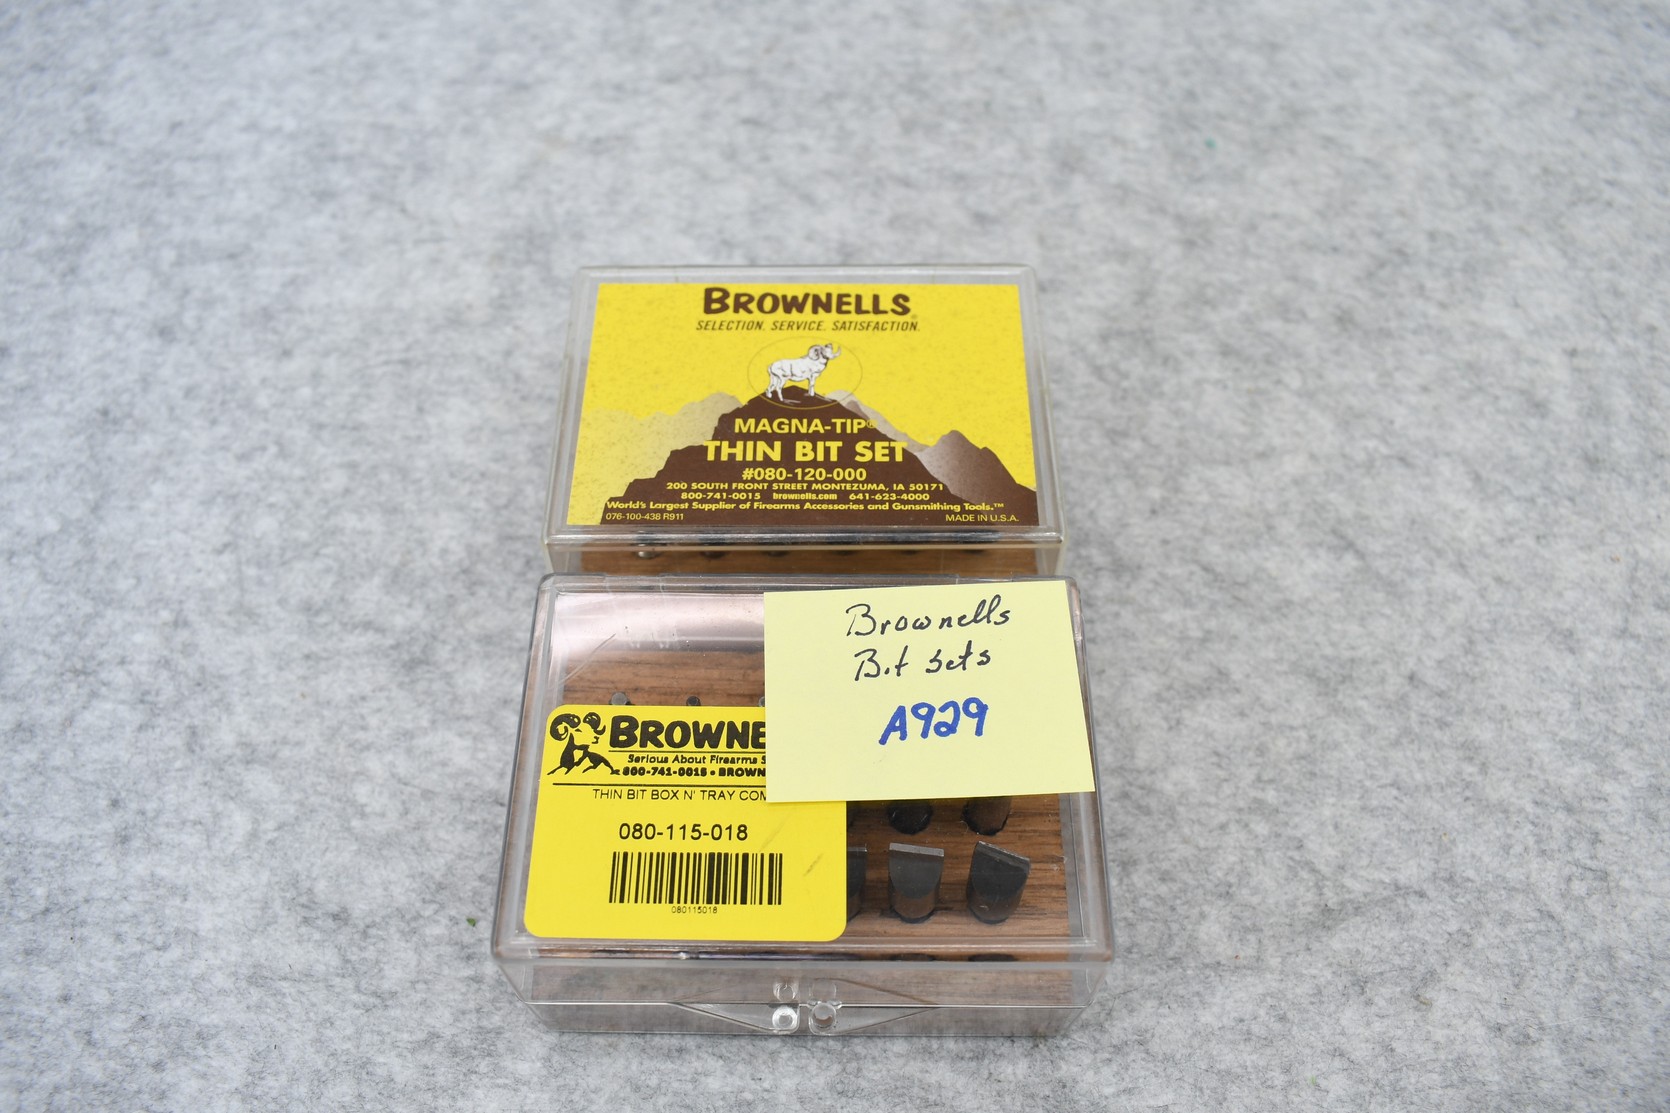 BROWNELLS
SELECTION. SERVICE. SATISFACTION.
MAGNA-TIP®
THIN BIT SET
#080-120-000
200 SOUTH FRONT STREET MONTEZUMA, IA 50171
800-741-0015 brownells.com 641-623-4000
World's Largest Supplier of Firearms Accessories and Gunsmithing Tools.™
076-100-438 R911 MADE IN U.S.A.
Brownells
Bit Sets
A929
BROWNE
Serious About Firearms S
800-741-0015 • BROWN
THIN BIT BOX N' TRAY COM
080-115-018
080115018